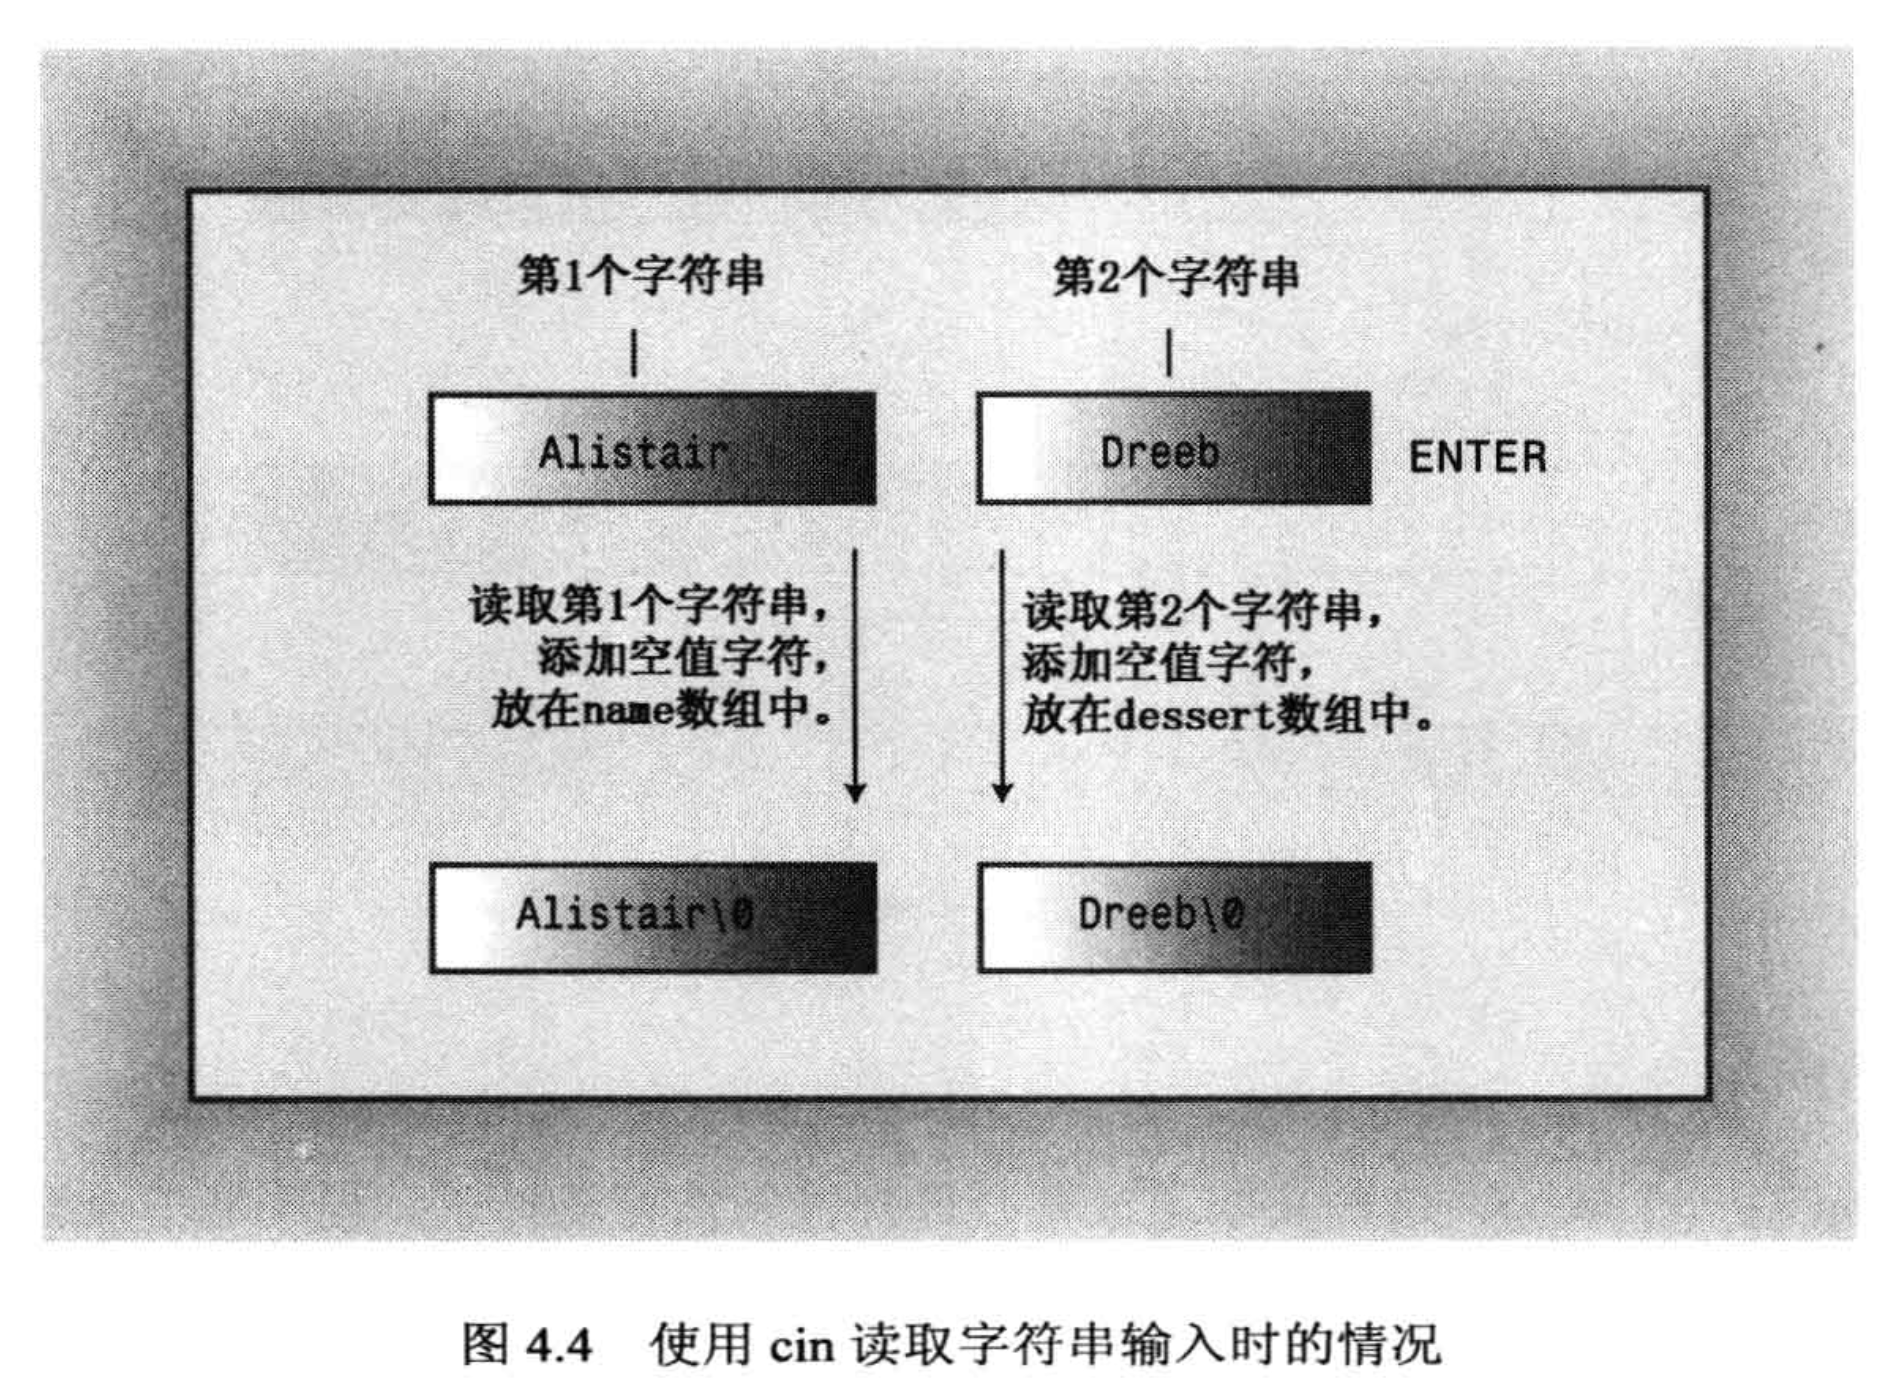 第1个字符串
第2个字符串
Alistair
Dreeb
ENTER
读取第1个字符串，
添加空值字符，
放在name数组中。
读取第2个字符串，
添加空值字符，
放在dessert数组中。
Alistair\0
Dreeb\0
图 4.4 使用 cin 读取字符串输入时的情况